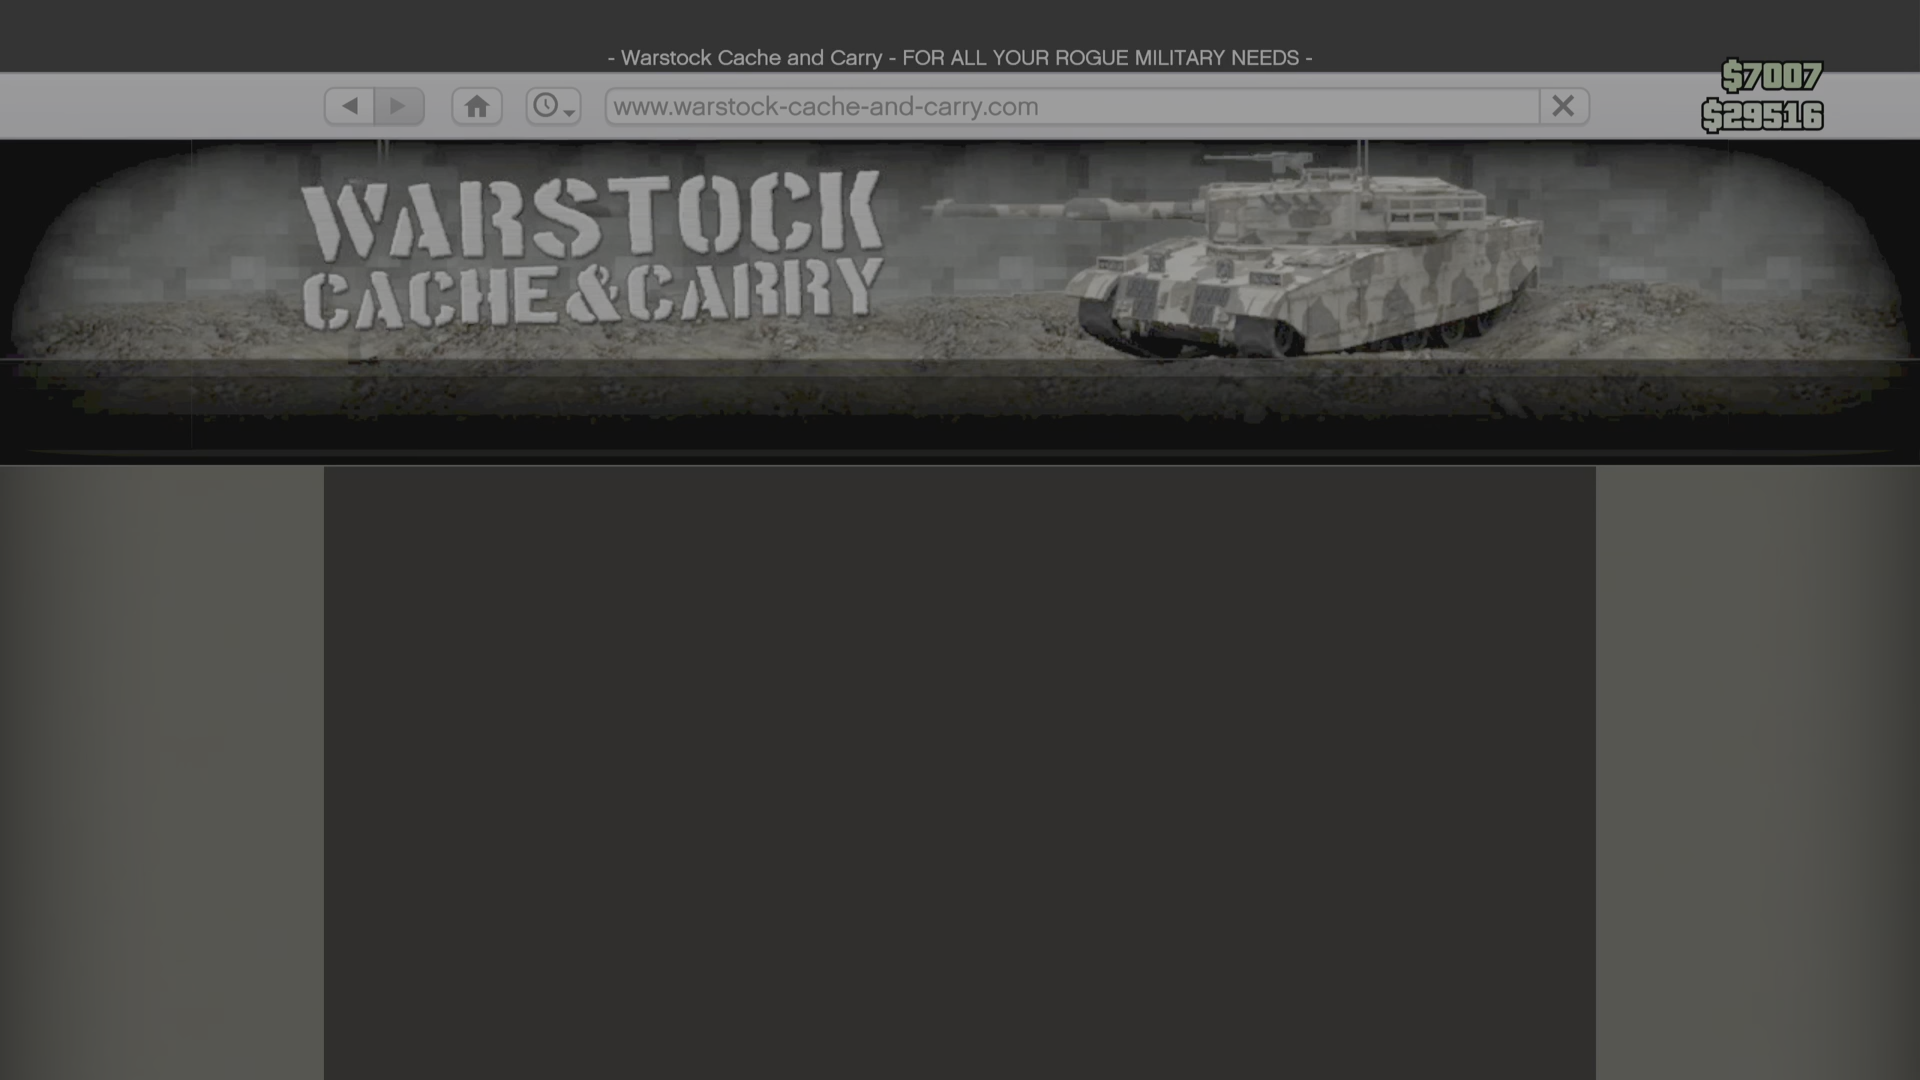 - Warstock Cache and Carry - FOR ALL YOUR ROGUE MILITARY NEEDS -
$7007
www.warstock-cache-and-carry.com
$29516
WARSTOCK
CACHE&CARRY